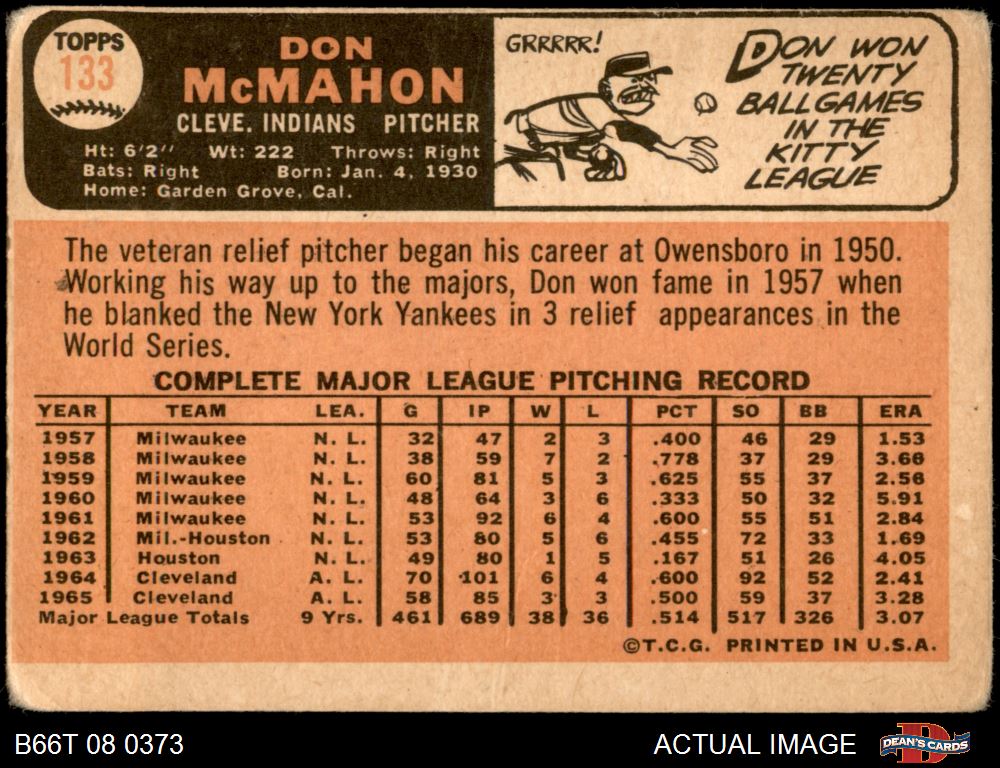 TOPPS
133
DON
McMAHON
CLEVE. INDIANS PITCHER
Ht: 6'2" Wt: 222 Throws: Right
Bats: Right Born: Jan. 4, 1930
Home: Garden Grove, Cal.
GRRRRR!
DON WON
TWENTY
BALLGAMES
IN THE
KITTY
LEAGUE
The veteran relief pitcher began his career at Owensboro in 1950.
Working his way up to the majors, Don won fame in 1957 when
he blanked the New York Yankees in 3 relief appearances in the
World Series.
COMPLETE MAJOR LEAGUE PITCHING RECORD
YEAR TEAM LEA. G IP W L PCT SO BB ERA
1957 Milwaukee N. L. 32 47 2 3 .400 46 29 1.53
1958 Milwaukee N. L. 38 59 7 2 .778 37 29 3.66
1959 Milwaukee N. L. 60 81 5 3 .625 55 37 2.56
1960 Milwaukee N. L. 48 64 3 6 .333 50 32 5.91
1961 Milwaukee N. L. 53 92 6 4 .600 55 51 2.84
1962 Mil.-Houston N. L. 53 80 5 6 .455 72 33 1.69
1963 Houston N. L. 49 80 1 5 .167 51 26 4.05
1964 Cleveland A. L. 70 101 6 4 .600 92 52 2.41
1965 Cleveland A. L. 58 85 3 3 .500 59 37 3.28
Major League Totals 9 Yrs. 461 689 38 36 .514 517 326 3.07
©T.C.G. PRINTED IN U.S.A.
B66T 08 0373 ACTUAL IMAGE DEAN'S CARDS